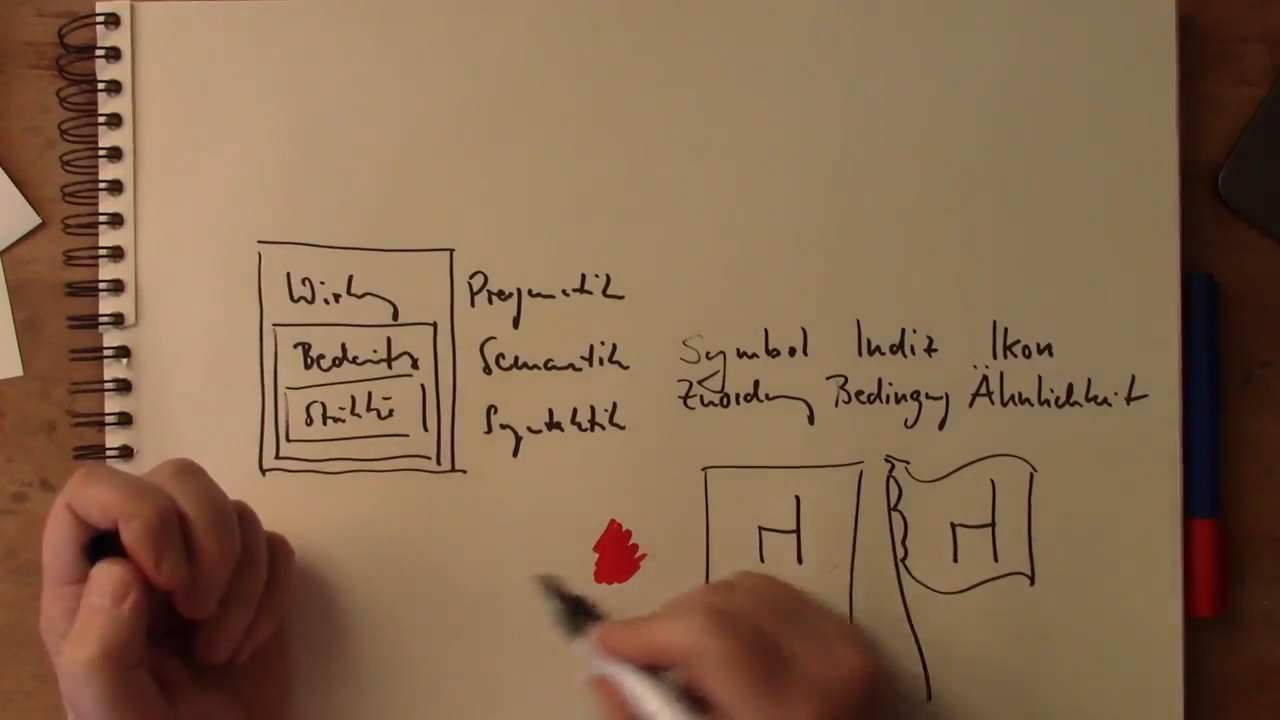 Wirkung Pragmatik
Bedeutung Semantik Symbol Indiz Ikon
Struktur Syntaktik Zuordnung Bedingung Ähnlichkeit
H H